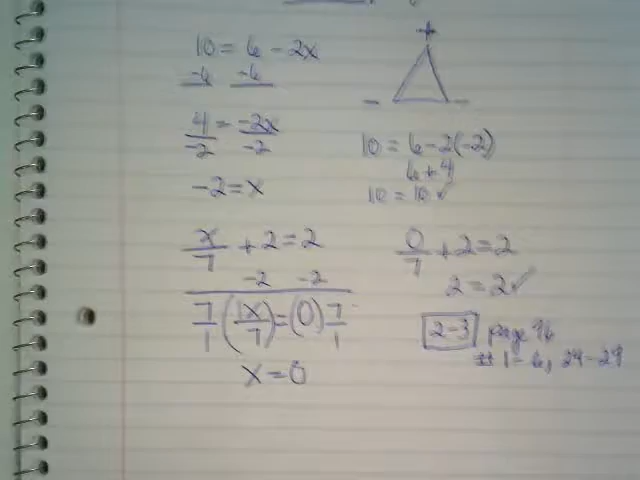 10 = 6 - 2x
-6 -6
4 = -2x
-2 -2
-2 = x
+
- -
10 = 6 - 2(-2)
6 + 4
10 = 10 ✓
x/7 + 2 = 2
-2 -2
7/1 (1x/7) = (0) 7/1
x = 0
0/7 + 2 = 2
2 = 2 ✓
2-3 page 96
# 1-6, 24-29